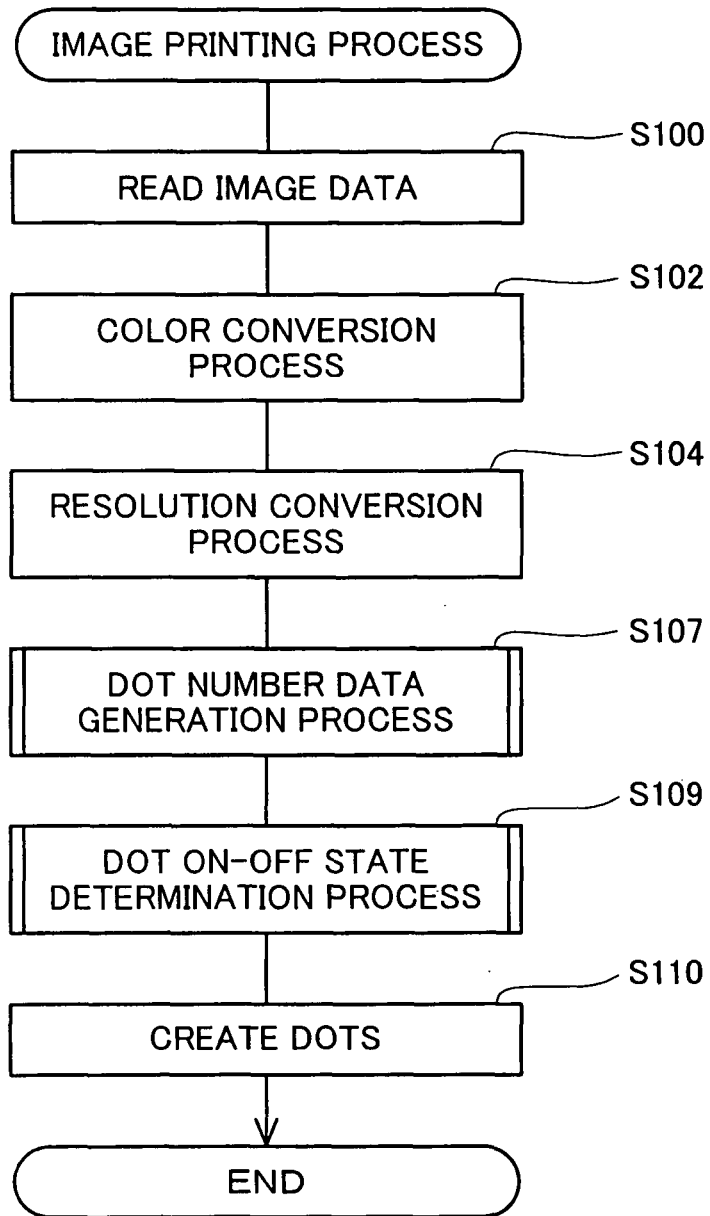 IMAGE PRINTING PROCESS
S100
READ IMAGE DATA
S102
COLOR CONVERSION
PROCESS
S104
RESOLUTION CONVERSION
PROCESS
S107
DOT NUMBER DATA
GENERATION PROCESS
S109
DOT ON-OFF STATE
DETERMINATION PROCESS
S110
CREATE DOTS
END